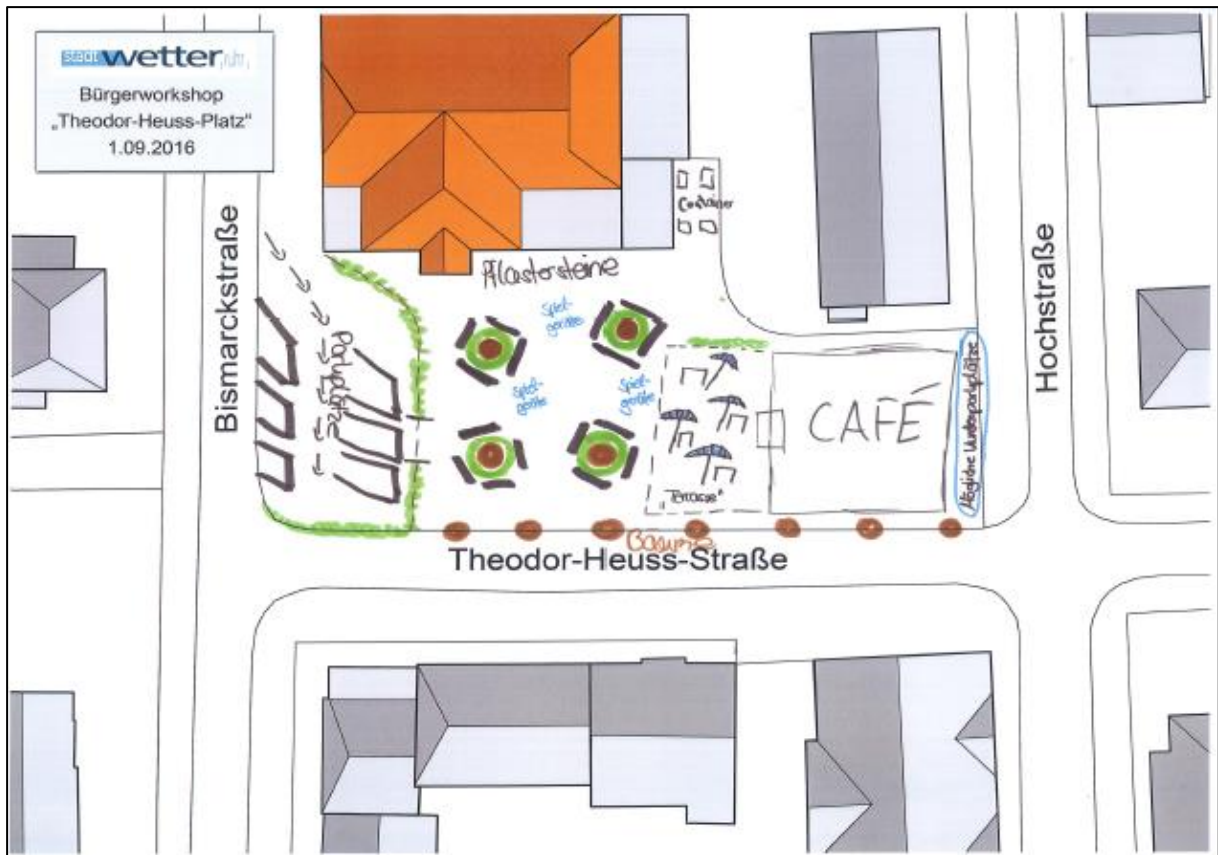 stadt wetter ruhr
Bürgerworkshop
„Theodor-Heuss-Platz“
1.09.2016
Bismarckstraße
Hochstraße
Container
Pflastersteine
Spiel-
geräte
Parkplätze
Spiel-
geräte
Spiel-
geräte
CAFÉ
"Terrasse"
Mögliche Unterparkplätze
Bäume
Theodor-Heuss-Straße